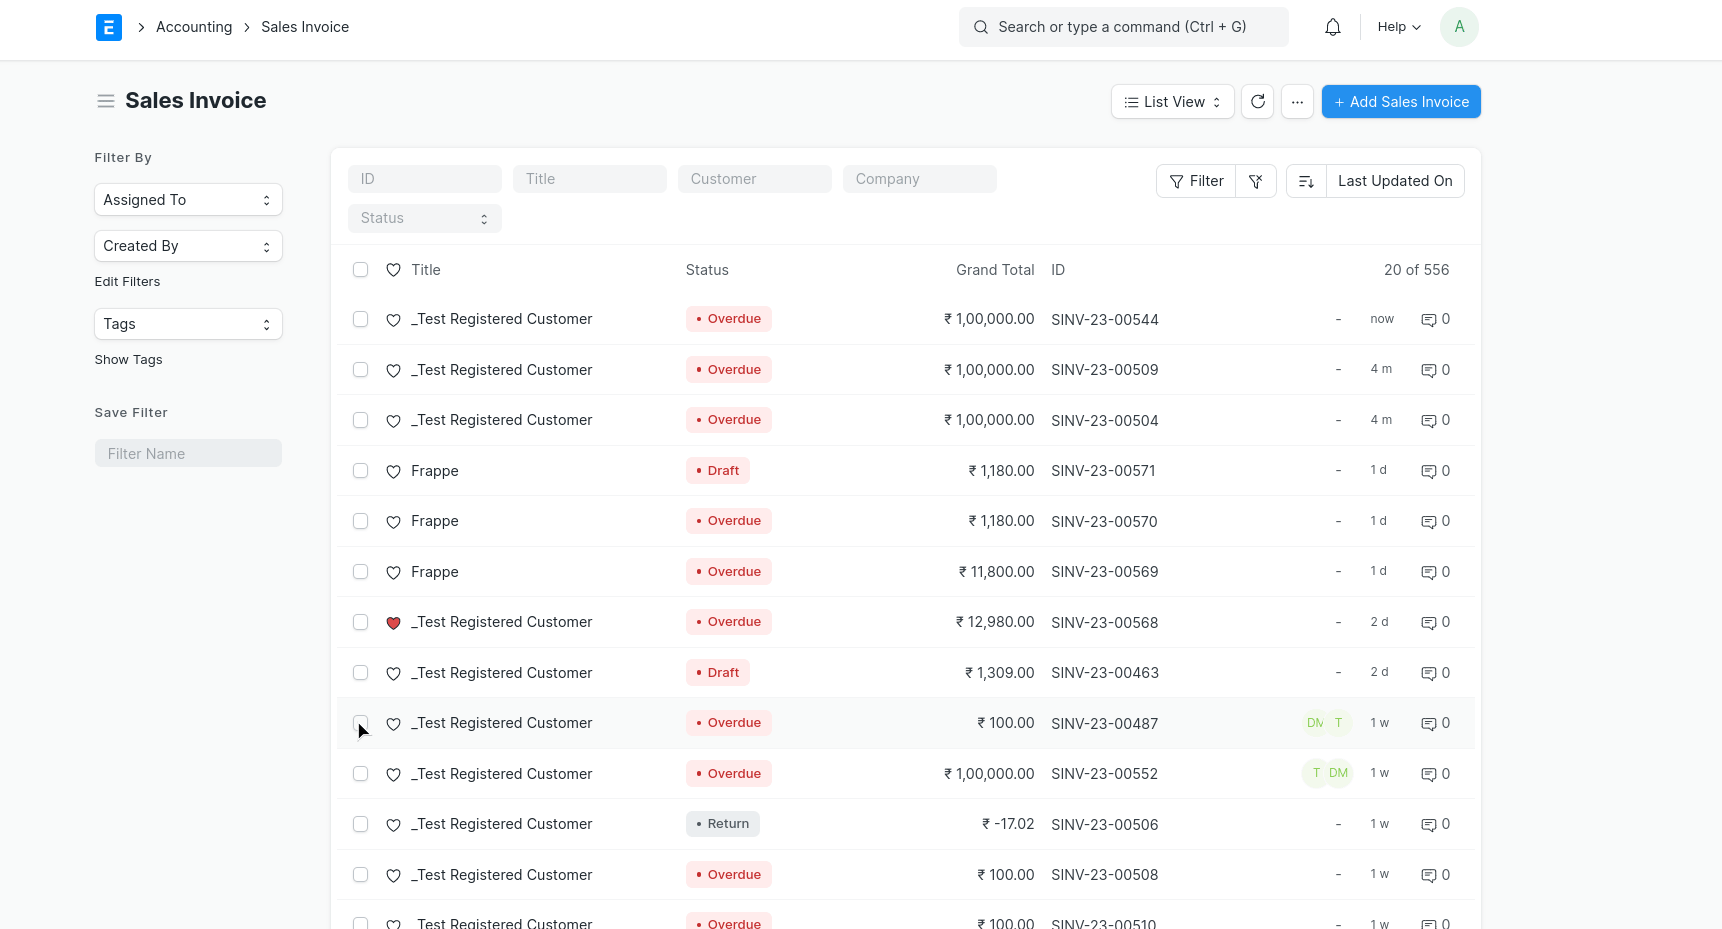 E > Accounting > Sales Invoice Search or type a command (Ctrl + G) Help A
Sales Invoice List View ... + Add Sales Invoice
Filter By
Assigned To
Created By
Edit Filters
Tags
Show Tags
Save Filter
Filter Name
ID Title Customer Company Filter Last Updated On
Status
Title Status Grand Total ID 20 of 556
_Test Registered Customer • Overdue ₹ 1,00,000.00 SINV-23-00544 - now 0
_Test Registered Customer • Overdue ₹ 1,00,000.00 SINV-23-00509 - 4 m 0
_Test Registered Customer • Overdue ₹ 1,00,000.00 SINV-23-00504 - 4 m 0
Frappe • Draft ₹ 1,180.00 SINV-23-00571 - 1 d 0
Frappe • Overdue ₹ 1,180.00 SINV-23-00570 - 1 d 0
Frappe • Overdue ₹ 11,800.00 SINV-23-00569 - 1 d 0
_Test Registered Customer • Overdue ₹ 12,980.00 SINV-23-00568 - 2 d 0
_Test Registered Customer • Draft ₹ 1,309.00 SINV-23-00463 - 2 d 0
_Test Registered Customer • Overdue ₹ 100.00 SINV-23-00487 DM T 1 w 0
_Test Registered Customer • Overdue ₹ 1,00,000.00 SINV-23-00552 T DM 1 w 0
_Test Registered Customer • Return ₹ -17.02 SINV-23-00506 - 1 w 0
_Test Registered Customer • Overdue ₹ 100.00 SINV-23-00508 - 1 w 0
_Test Registered Customer • Overdue ₹ 100.00 SINV-23-00510 - 1 w 0